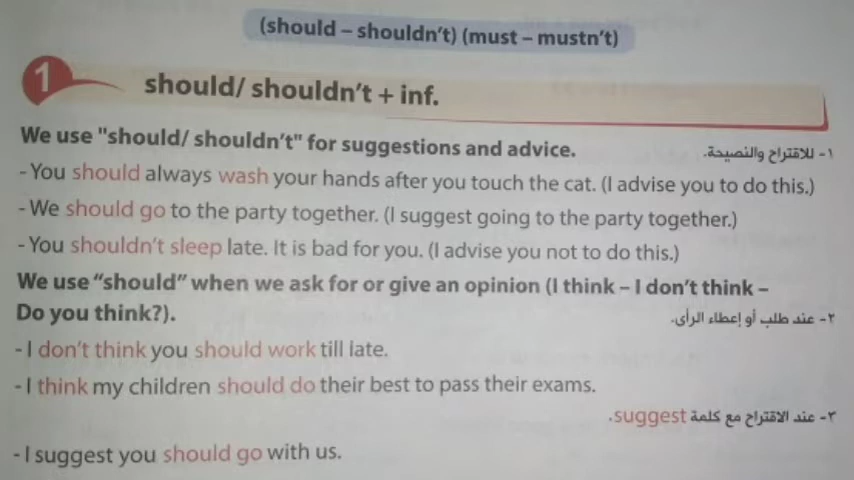 (should – shouldn't) (must – mustn't)
1 should/ shouldn't + inf.
We use "should/ shouldn't" for suggestions and advice. ١- للاقتراح والنصيحة.
- You should always wash your hands after you touch the cat. (I advise you to do this.)
- We should go to the party together. (I suggest going to the party together.)
- You shouldn't sleep late. It is bad for you. (I advise you not to do this.)
We use “should” when we ask for or give an opinion (I think – I don't think –
Do you think?). ٢- عند طلب أو إعطاء الرأى.
- I don't think you should work till late.
- I think my children should do their best to pass their exams.
٣- عند الاقتراح مع كلمة suggest.
- I suggest you should go with us.